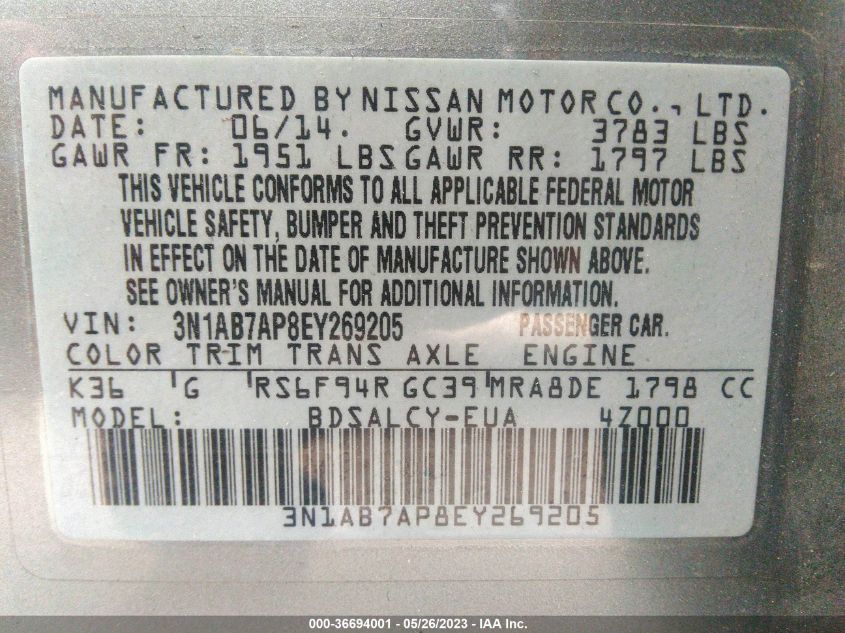 MANUFACTURED BY NISSAN MOTOR CO., LTD.
DATE: 06/14. GVWR: 3783 LBS
GAWR FR: 1951 LBS GAWR RR: 1797 LBS
THIS VEHICLE CONFORMS TO ALL APPLICABLE FEDERAL MOTOR
VEHICLE SAFETY, BUMPER AND THEFT PREVENTION STANDARDS
IN EFFECT ON THE DATE OF MANUFACTURE SHOWN ABOVE.
SEE OWNER'S MANUAL FOR ADDITIONAL INFORMATION.
VIN: 3N1AB7AP8EY269205 PASSENGER CAR.
COLOR TRIM TRANS AXLE ENGINE
K36 G RS6F94R GC39 MRA8DE 1798 CC
MODEL: BDSALCY-EUA 4Z000
3N1AB7AP8EY269205
000-36694001 - 05/26/2023 - IAA Inc.